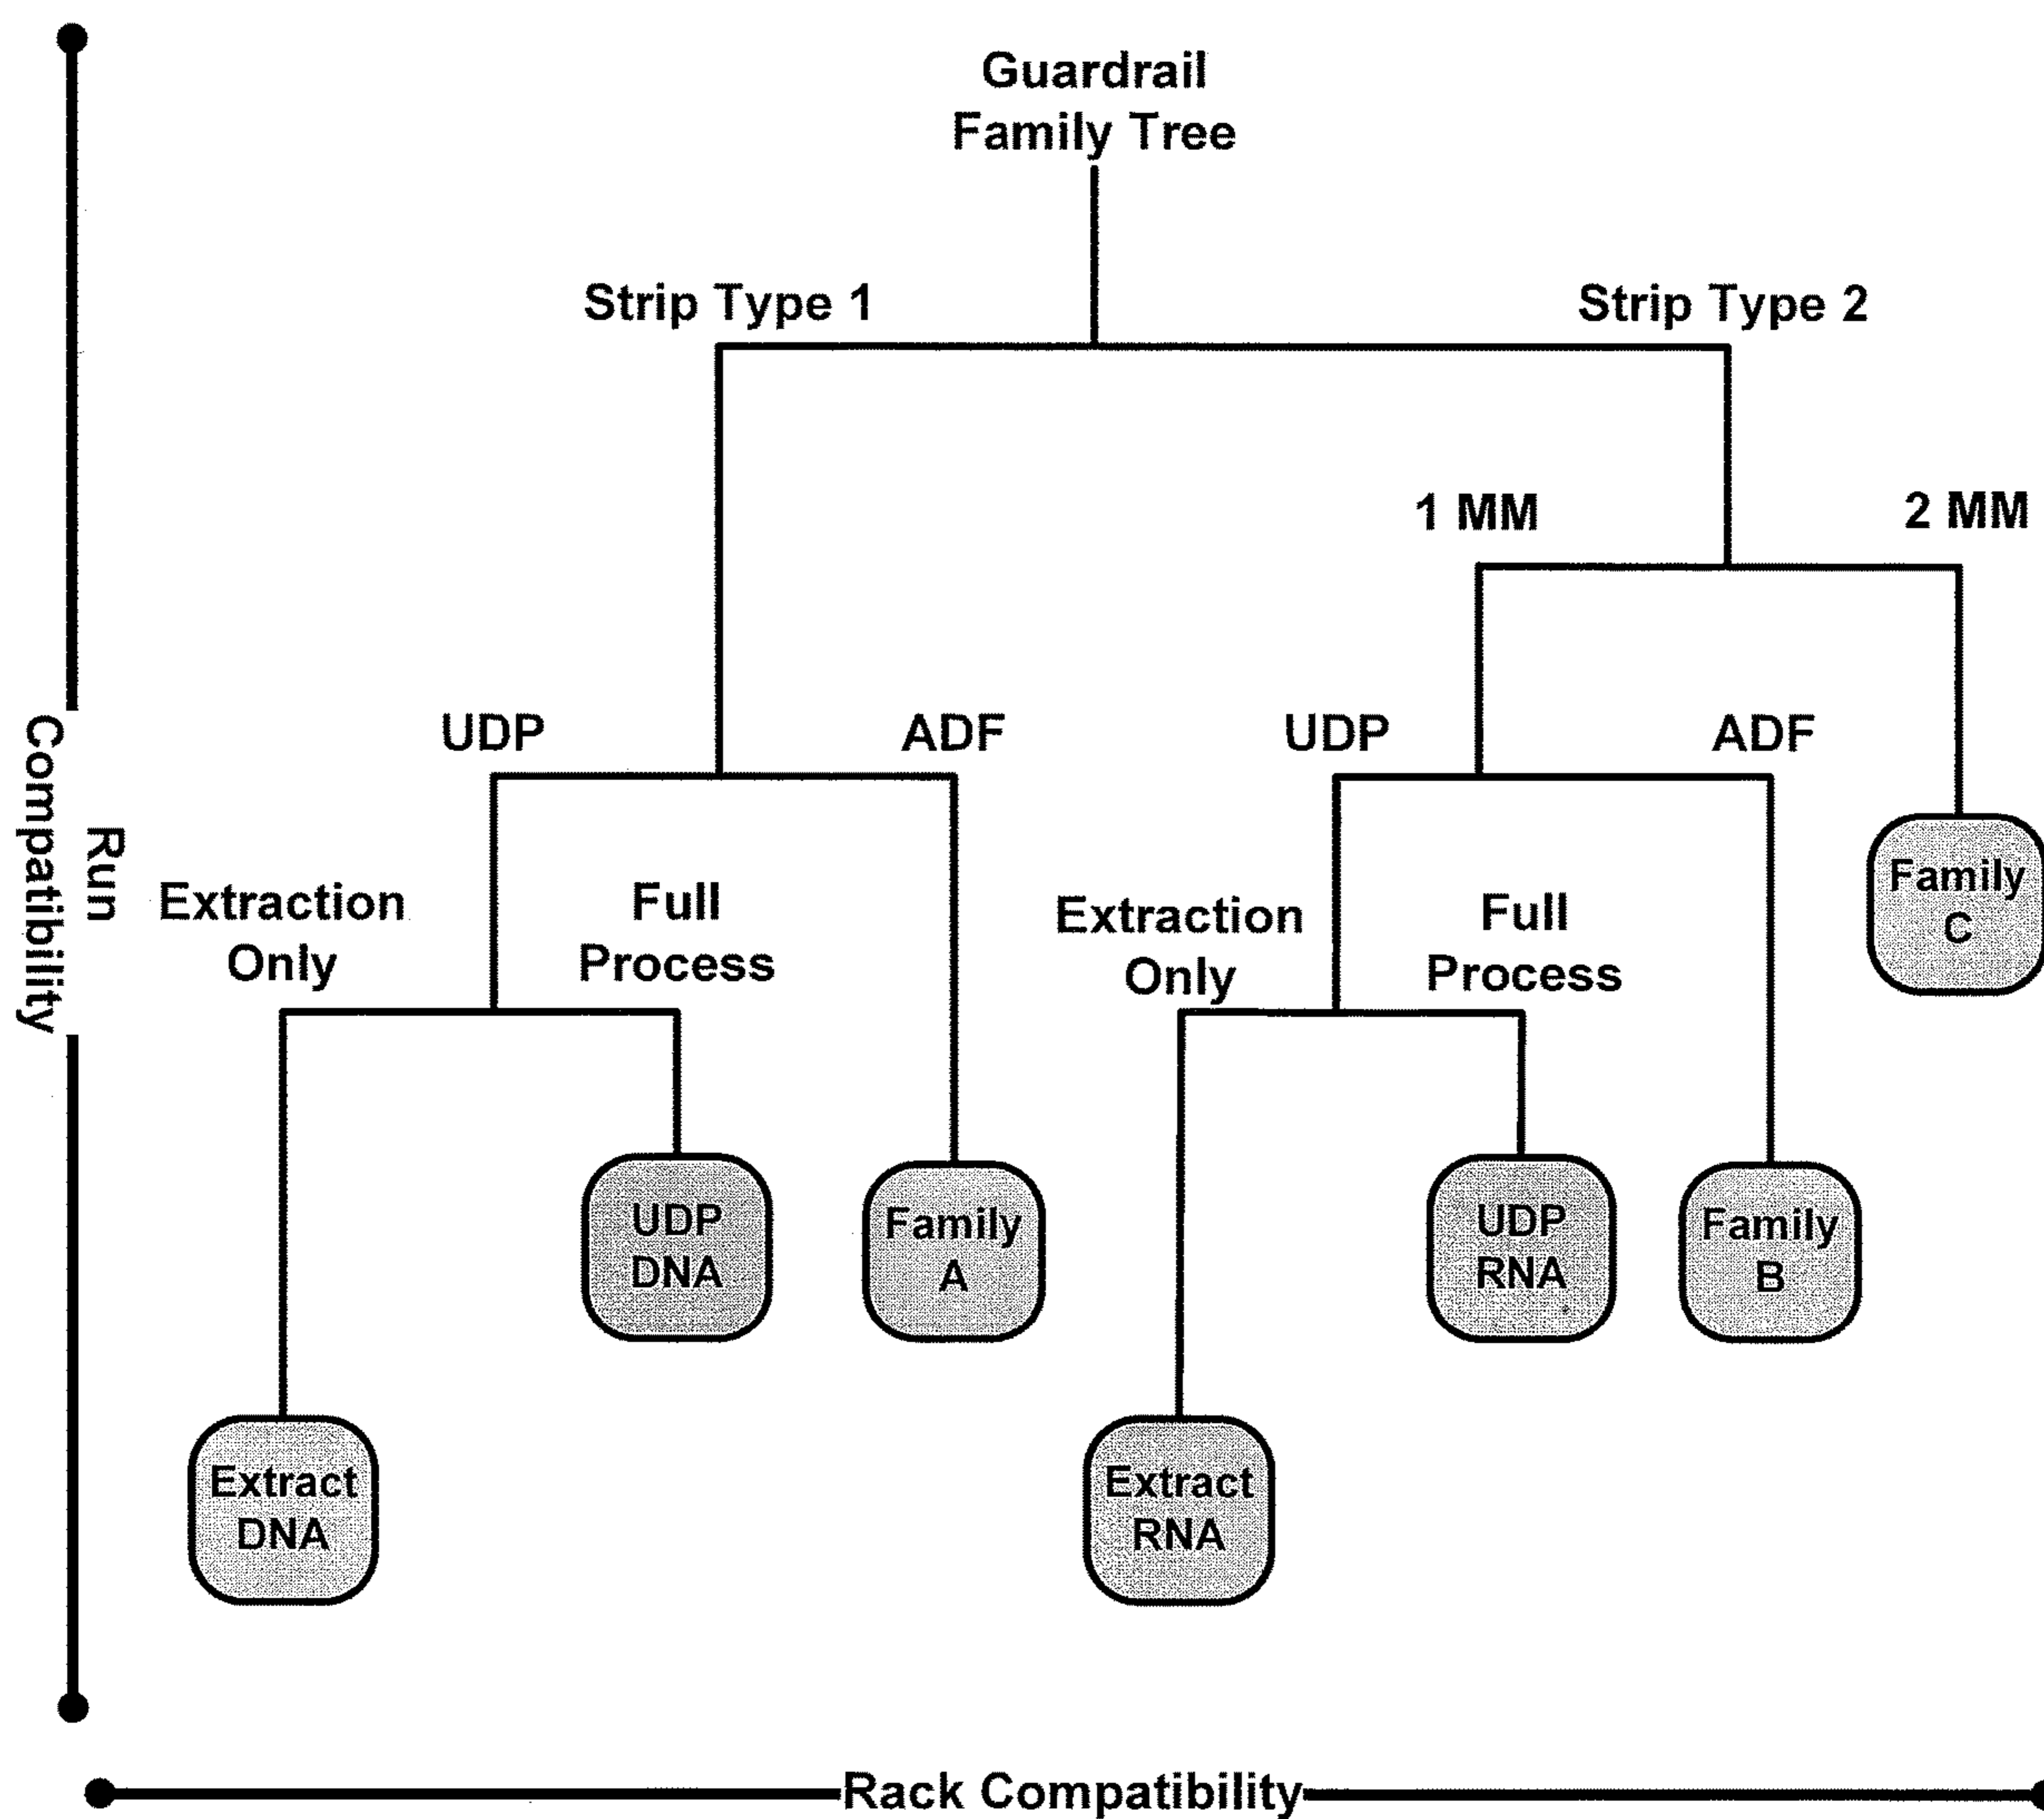 Guardrail
Family Tree
Strip Type 1
Strip Type 2
1 MM
2 MM
UDP
ADF
UDP
ADF
Run
Compatibility
Extraction
Only
Full
Process
Extraction
Only
Full
Process
Family
C
UDP
DNA
Family
A
UDP
RNA
Family
B
Extract
DNA
Extract
RNA
Rack Compatibility